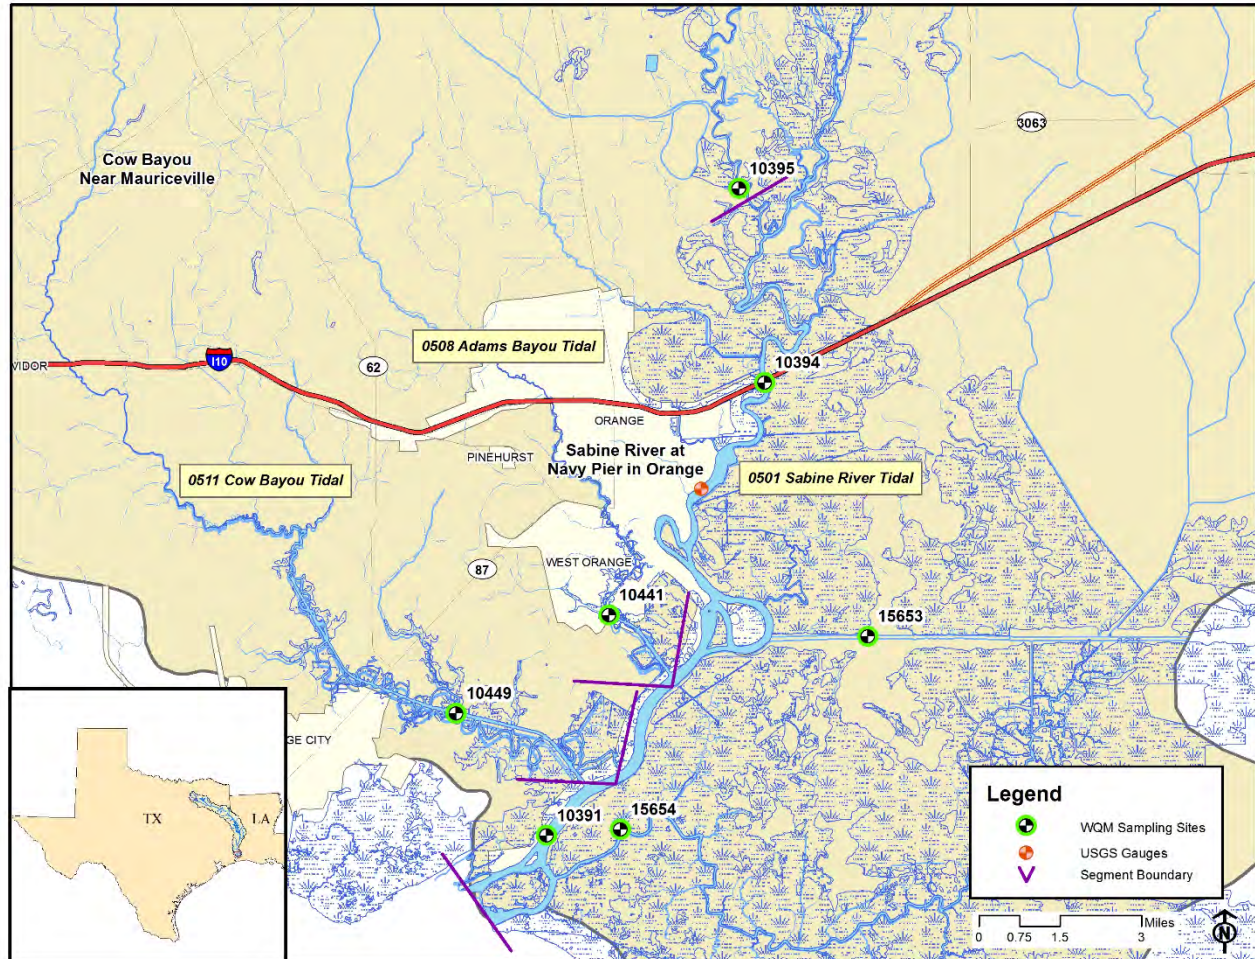 3063
Cow Bayou
Near Mauriceville
10395
0508 Adams Bayou Tidal
10394
VIDOR
I10
62
ORANGE
PINEHURST
Sabine River at
Navy Pier in Orange
0511 Cow Bayou Tidal
0501 Sabine River Tidal
87
WEST ORANGE
10441
15653
10449
GE CITY
10391
15654
TX
LA
Legend
WQM Sampling Sites
USGS Gauges
Segment Boundary
Miles
0 0.75 1.5 3
N